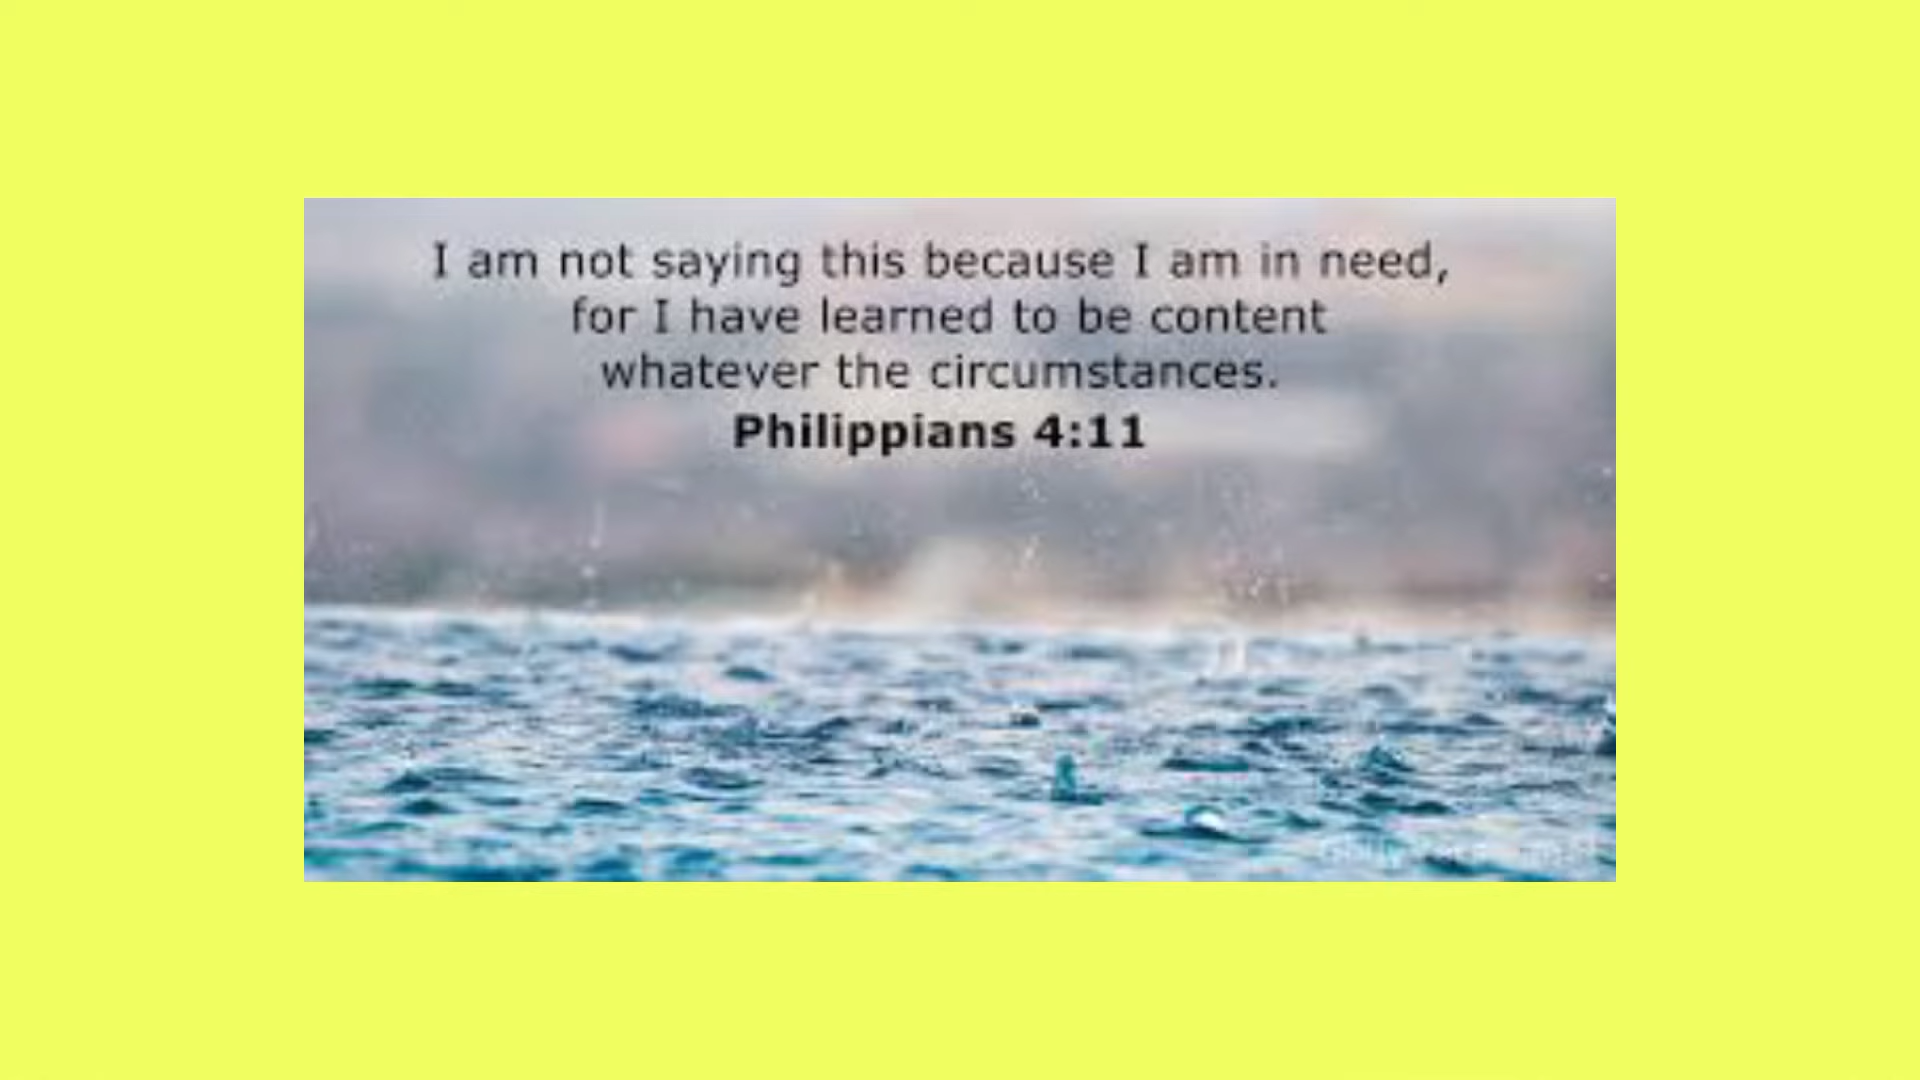 I am not saying this because I am in need,
for I have learned to be content
whatever the circumstances.
Philippians 4:11